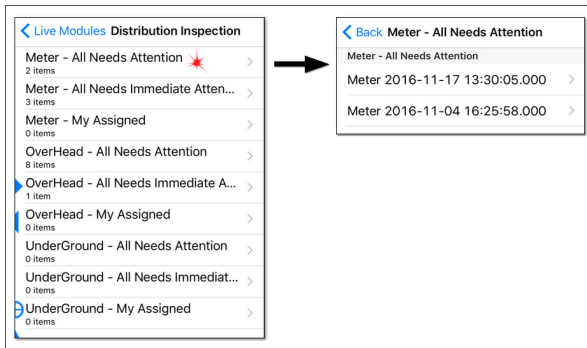 Live Modules Distribution Inspection
Meter - All Needs Attention
2 items
Meter - All Needs Immediate Atten...
3 items
Meter - My Assigned
0 items
OverHead - All Needs Attention
8 items
OverHead - All Needs Immediate A...
1 item
OverHead - My Assigned
0 items
UnderGround - All Needs Attention
0 items
UnderGround - All Needs Immediat...
0 items
UnderGround - My Assigned
0 items
Back Meter - All Needs Attention
Meter - All Needs Attention
Meter 2016-11-17 13:30:05.000
Meter 2016-11-04 16:25:58.000